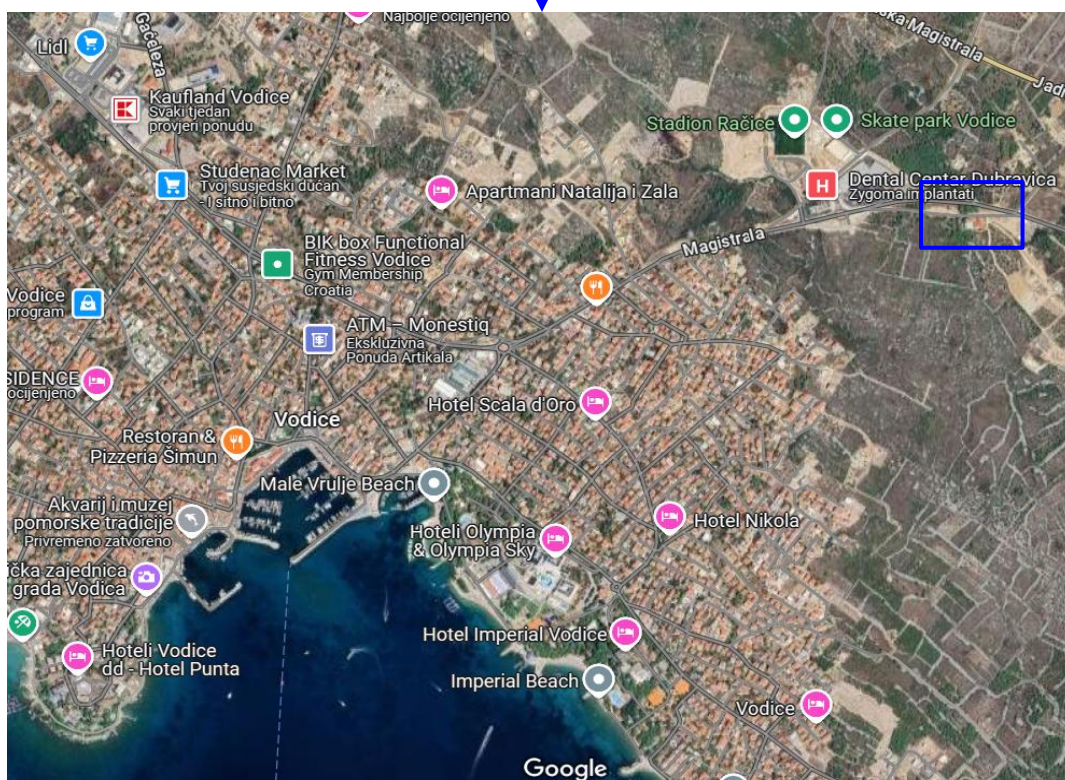 Najbolje ocijenjeno
Gaćeleza
Lidl
Magistrala
Kaufland Vodice
Svaki tjedan
provjeri ponudu
Stadion Račice
Skate park Vodice
Studenac Market
Tvoj susjedski dućan
- i sitno i bitno
Apartmani Natalija i Zala
Dental Centar Dubravica
Zygoma implantati
Magistrala
BIK box Functional
Fitness Vodice
Gym Membership
Croatia
Vodice
program
ATM – Monestiq
Ekskluzivna
Ponuda Artikala
SIDENCE
ocijenjeno
Hotel Scala d'Oro
Vodice
Restoran &
Pizzeria Šimun
Male Vrulje Beach
Akvarij i muzej
pomorske tradicije
Privremeno zatvoreno
Hotel Nikola
Hoteli Olympia
& Olympia Sky
ička zajednica
grada Vodica
Hotel Imperial Vodice
Hoteli Vodice
dd - Hotel Punta
Imperial Beach
Vodice
Google